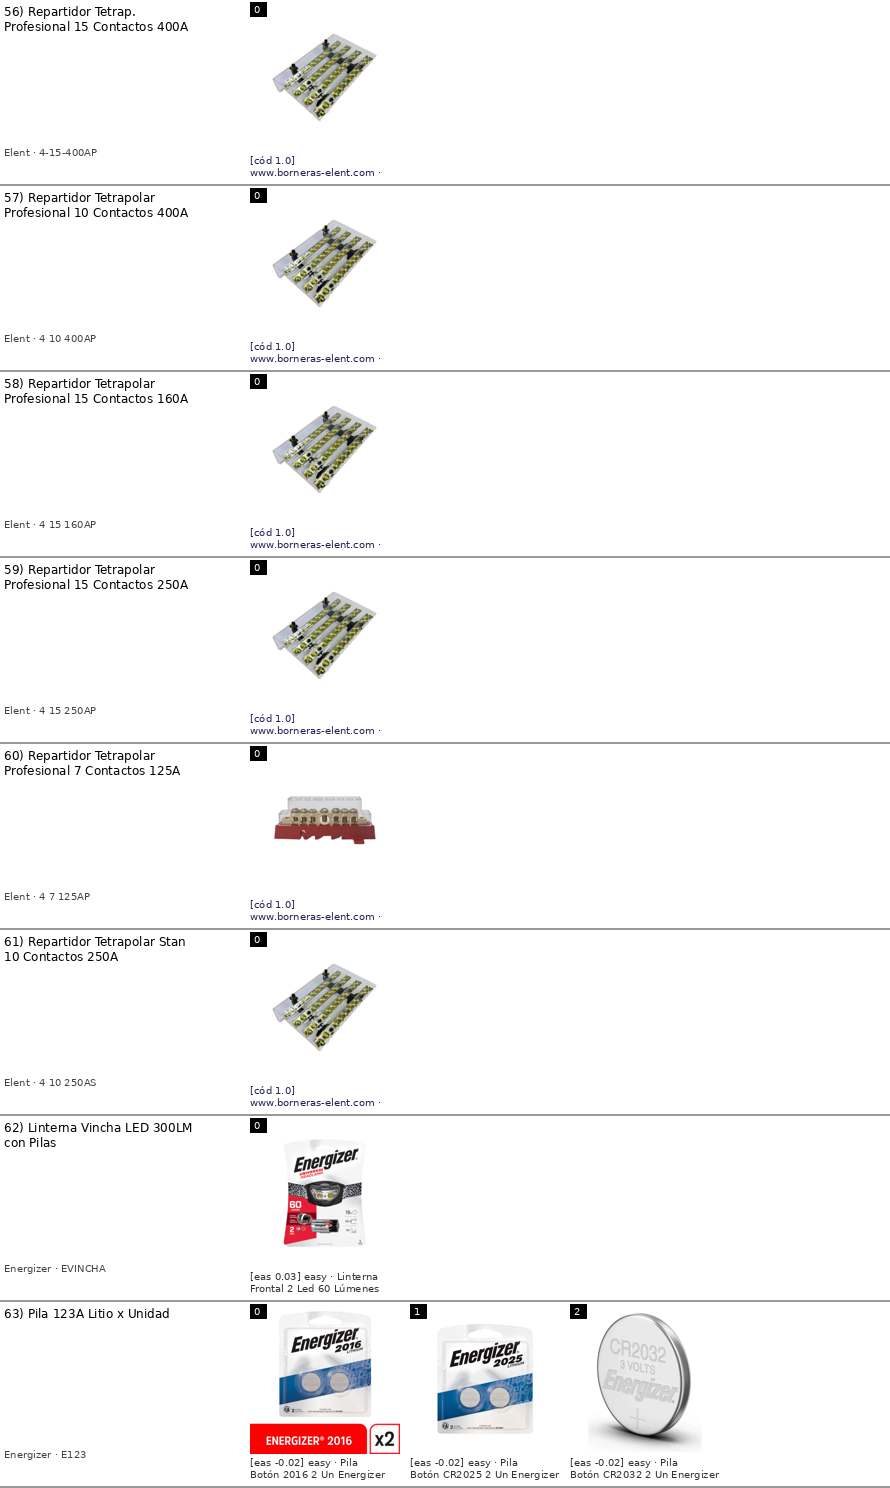 56) Repartidor Tetrap.
Profesional 15 Contactos 400A
0
Elent · 4-15-400AP
[cód 1.0]
www.borneras-elent.com ·
57) Repartidor Tetrapolar
Profesional 10 Contactos 400A
0
Elent · 4 10 400AP
[cód 1.0]
www.borneras-elent.com ·
58) Repartidor Tetrapolar
Profesional 15 Contactos 160A
0
Elent · 4 15 160AP
[cód 1.0]
www.borneras-elent.com ·
59) Repartidor Tetrapolar
Profesional 15 Contactos 250A
0
Elent · 4 15 250AP
[cód 1.0]
www.borneras-elent.com ·
60) Repartidor Tetrapolar
Profesional 7 Contactos 125A
0
Elent · 4 7 125AP
[cód 1.0]
www.borneras-elent.com ·
61) Repartidor Tetrapolar Stan
10 Contactos 250A
0
Elent · 4 10 250AS
[cód 1.0]
www.borneras-elent.com ·
62) Linterna Vincha LED 300LM
con Pilas
0
Energizer
60
Energizer · EVINCHA
[eas 0.03] easy · Linterna
Frontal 2 Led 60 Lúmenes
63) Pila 123A Litio x Unidad
0
Energizer
2016
ENERGIZER® 2016
x2
1
Energizer
2025
2
CR2032
3 VOLTS
Energizer
Energizer · E123
[eas -0.02] easy · Pila
Botón 2016 2 Un Energizer
[eas -0.02] easy · Pila
Botón CR2025 2 Un Energizer
[eas -0.02] easy · Pila
Botón CR2032 2 Un Energizer